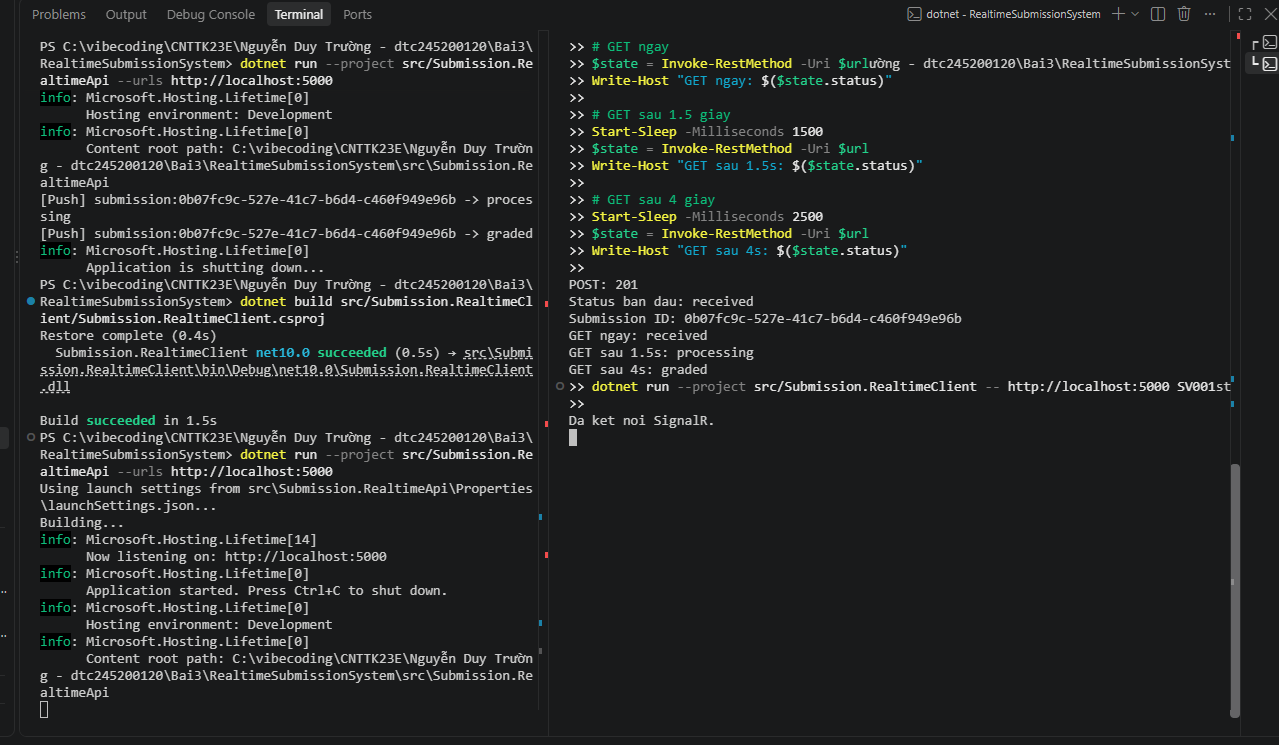 Problems Output Debug Console Terminal Ports
dotnet - RealtimeSubmissionSystem
PS C:\vibecoding\CNTTK23E\Nguyễn Duy Trường - dtc245200120\Bai3\
RealtimeSubmissionSystem> dotnet run --project src/Submission.Re
altimeApi --urls http://localhost:5000
info: Microsoft.Hosting.Lifetime[0]
Hosting environment: Development
info: Microsoft.Hosting.Lifetime[0]
Content root path: C:\vibecoding\CNTTK23E\Nguyễn Duy Trườn
g - dtc245200120\Bai3\RealtimeSubmissionSystem\src\Submission.Re
altimeApi
[Push] submission:0b07fc9c-527e-41c7-b6d4-c460f949e96b -> proces
sing
[Push] submission:0b07fc9c-527e-41c7-b6d4-c460f949e96b -> graded
info: Microsoft.Hosting.Lifetime[0]
Application is shutting down...
PS C:\vibecoding\CNTTK23E\Nguyễn Duy Trường - dtc245200120\Bai3\
RealtimeSubmissionSystem> dotnet build src/Submission.RealtimeCl
ient/Submission.RealtimeClient.csproj
Restore complete (0.4s)
Submission.RealtimeClient net10.0 succeeded (0.5s) → src\Submi
ssion.RealtimeClient\bin\Debug\net10.0\Submission.RealtimeClient
.dll
Build succeeded in 1.5s
PS C:\vibecoding\CNTTK23E\Nguyễn Duy Trường - dtc245200120\Bai3\
RealtimeSubmissionSystem> dotnet run --project src/Submission.Re
altimeApi --urls http://localhost:5000
Using launch settings from src\Submission.RealtimeApi\Properties
\launchSettings.json...
Building...
info: Microsoft.Hosting.Lifetime[14]
Now listening on: http://localhost:5000
info: Microsoft.Hosting.Lifetime[0]
Application started. Press Ctrl+C to shut down.
info: Microsoft.Hosting.Lifetime[0]
Hosting environment: Development
info: Microsoft.Hosting.Lifetime[0]
Content root path: C:\vibecoding\CNTTK23E\Nguyễn Duy Trườn
g - dtc245200120\Bai3\RealtimeSubmissionSystem\src\Submission.Re
altimeApi
>> # GET ngay
>> $state = Invoke-RestMethod -Uri $urlường - dtc245200120\Bai3\RealtimeSubmissionSyst
>> Write-Host "GET ngay: $($state.status)"
>>
>> # GET sau 1.5 giay
>> Start-Sleep -Milliseconds 1500
>> $state = Invoke-RestMethod -Uri $url
>> Write-Host "GET sau 1.5s: $($state.status)"
>>
>> # GET sau 4 giay
>> Start-Sleep -Milliseconds 2500
>> $state = Invoke-RestMethod -Uri $url
>> Write-Host "GET sau 4s: $($state.status)"
>>
POST: 201
Status ban dau: received
Submission ID: 0b07fc9c-527e-41c7-b6d4-c460f949e96b
GET ngay: received
GET sau 1.5s: processing
GET sau 4s: graded
>> dotnet run --project src/Submission.RealtimeClient -- http://localhost:5000 SV001st
>>
Da ket noi SignalR.